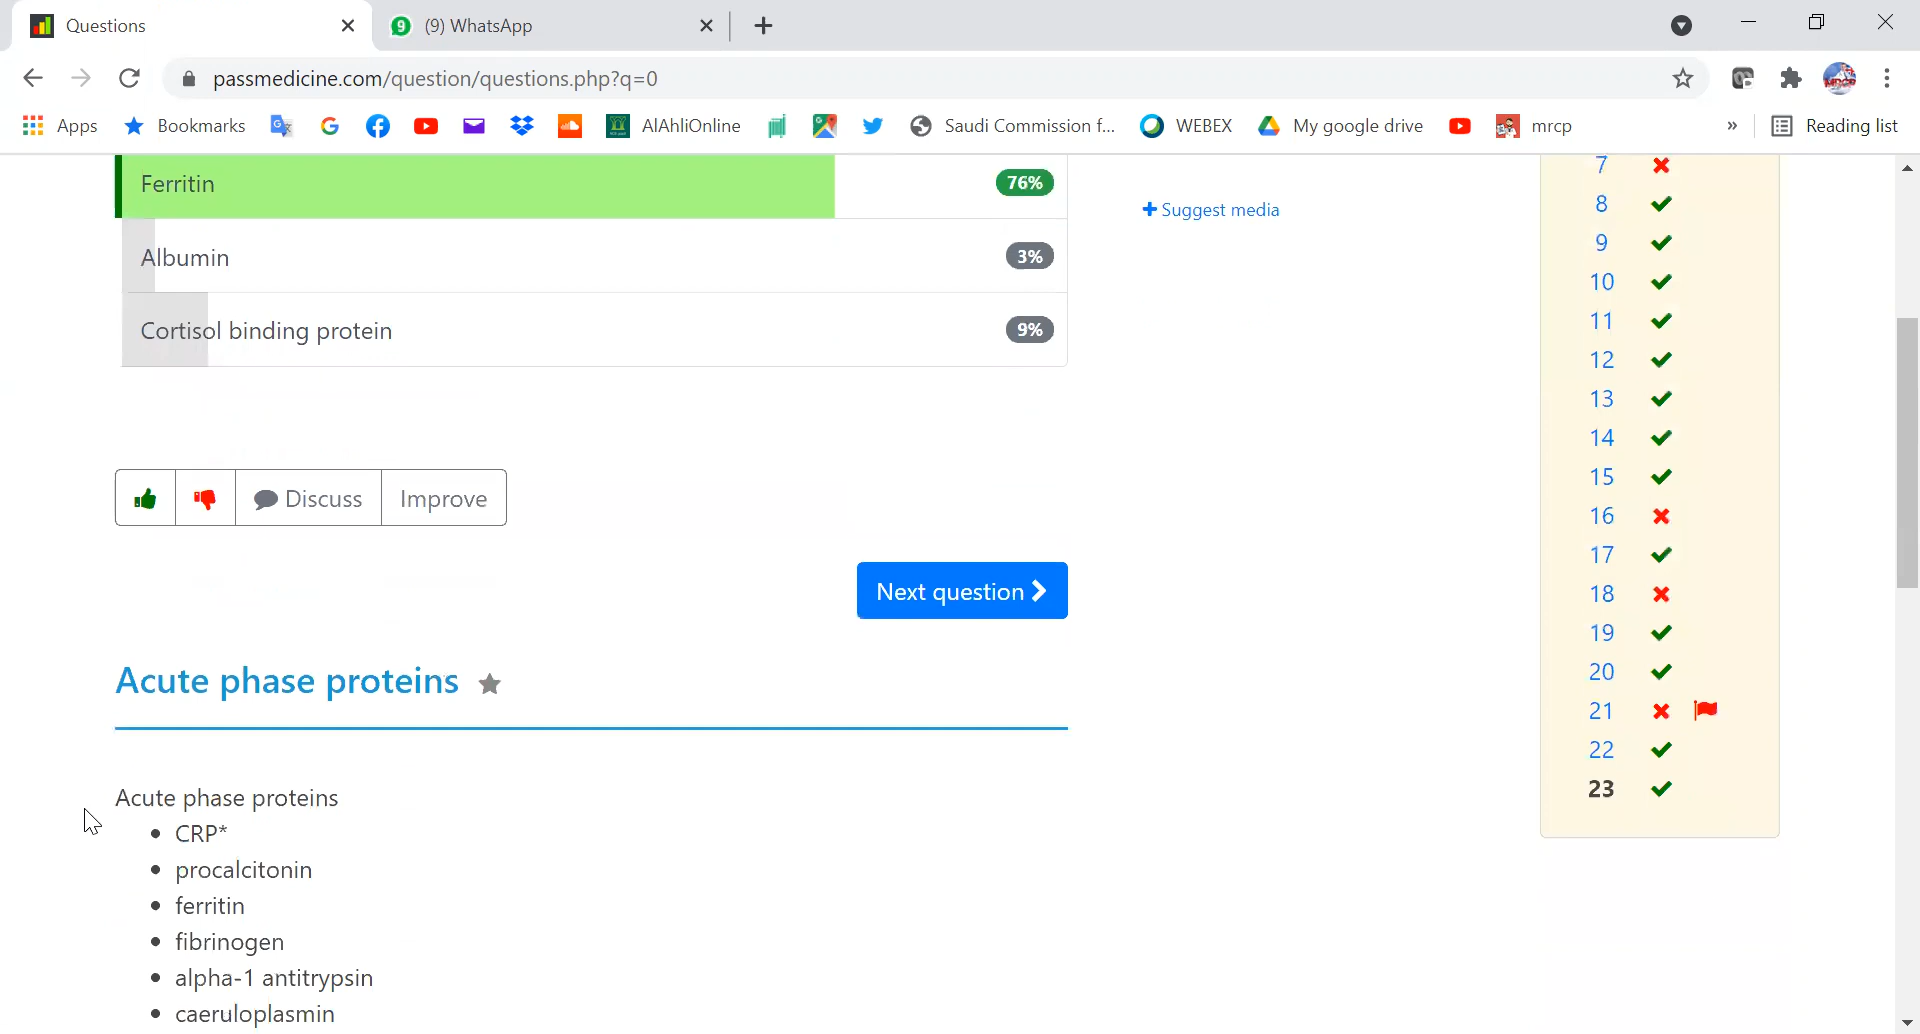 Questions
9 (9) WhatsApp
passmedicine.com/question/questions.php?q=0
Apps Bookmarks AlAhliOnline Saudi Commission f... WEBEX My google drive mrcp » Reading list
Ferritin 76%
Albumin 3%
Cortisol binding protein 9%
Suggest media
Discuss Improve
Next question
Acute phase proteins
Acute phase proteins
• CRP*
• procalcitonin
• ferritin
• fibrinogen
• alpha-1 antitrypsin
• caeruloplasmin
7
8
9
10
11
12
13
14
15
16
17
18
19
20
21
22
23